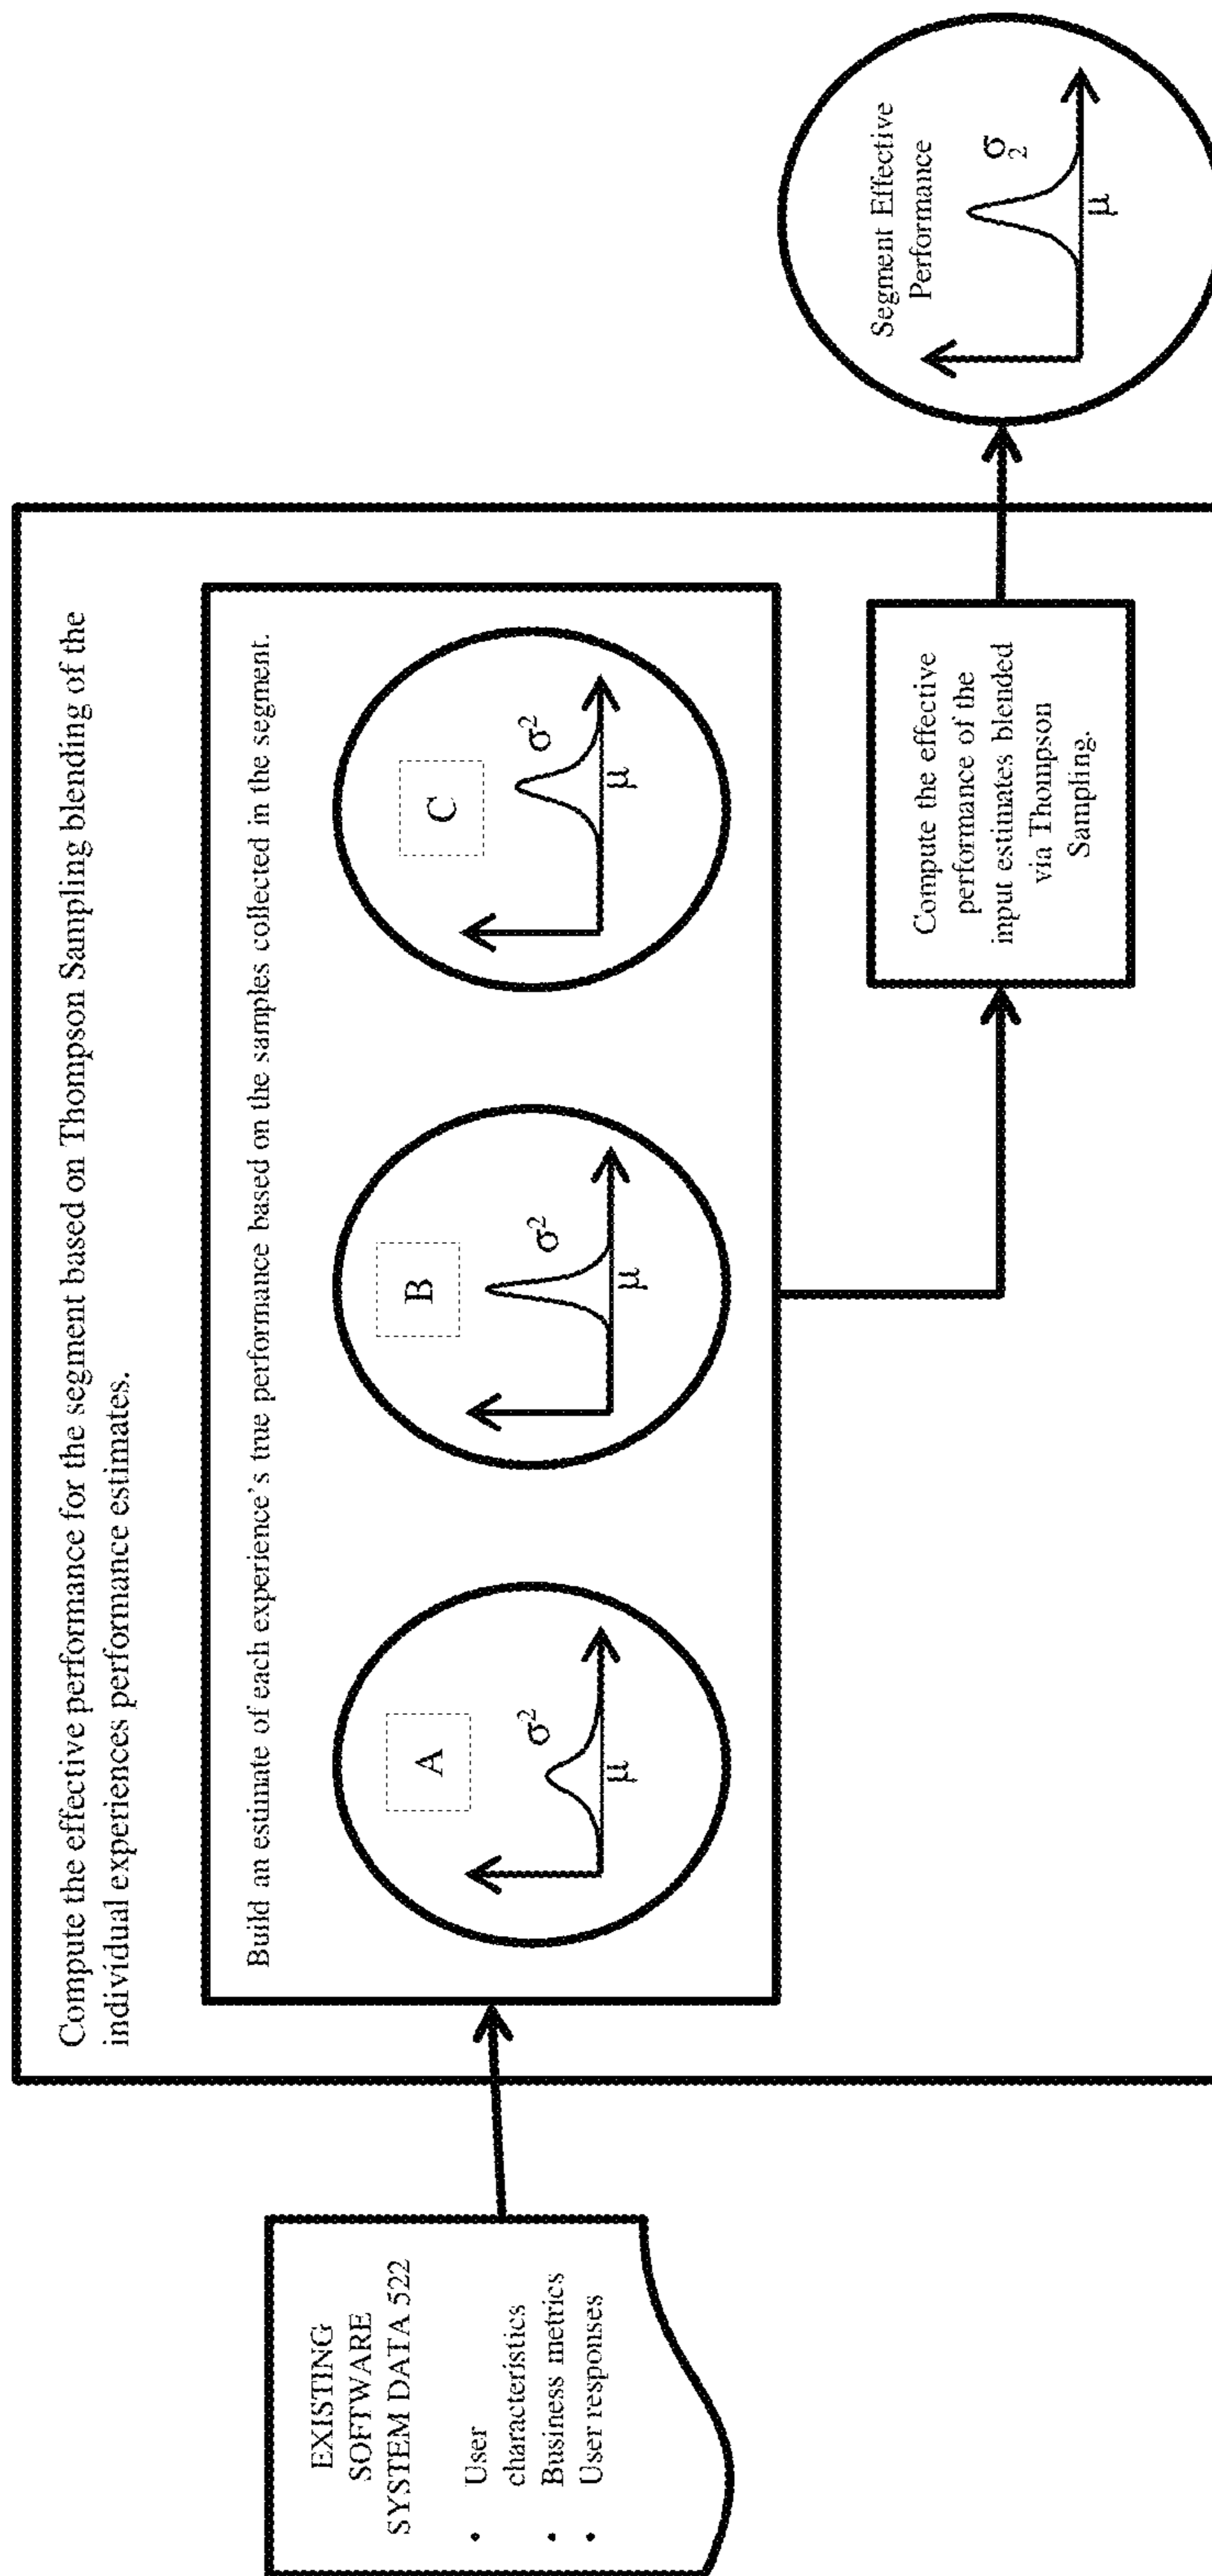 Compute the effective performance for the segment based on Thompson Sampling blending of the
individual experiences performance estimates.
EXISTING
SOFTWARE
SYSTEM DATA 522
• User
characteristics
• Business metrics
• User responses
Build an estimate of each experience’s true performance based on the samples collected in the segment.
A
σ²
μ
B
σ²
μ
C
σ²
μ
Compute the effective
performance of the
input estimates blended
via Thompson
Sampling.
Segment Effective
Performance
σ
2
μ